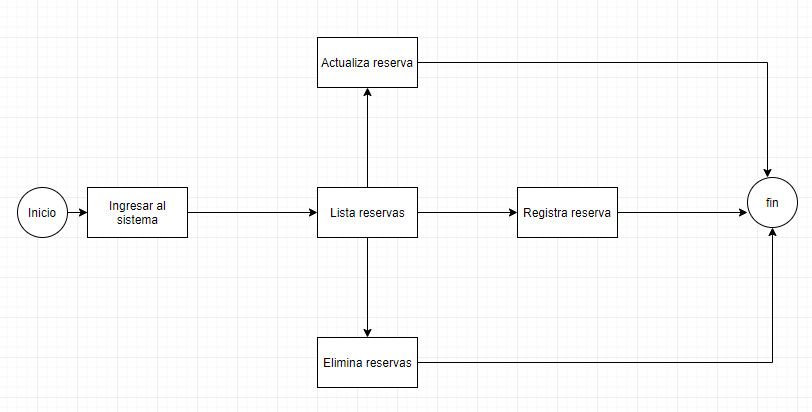 Actualiza reserva
Inicio
Ingresar al
sistema
Lista reservas
Registra reserva
fin
Elimina reservas